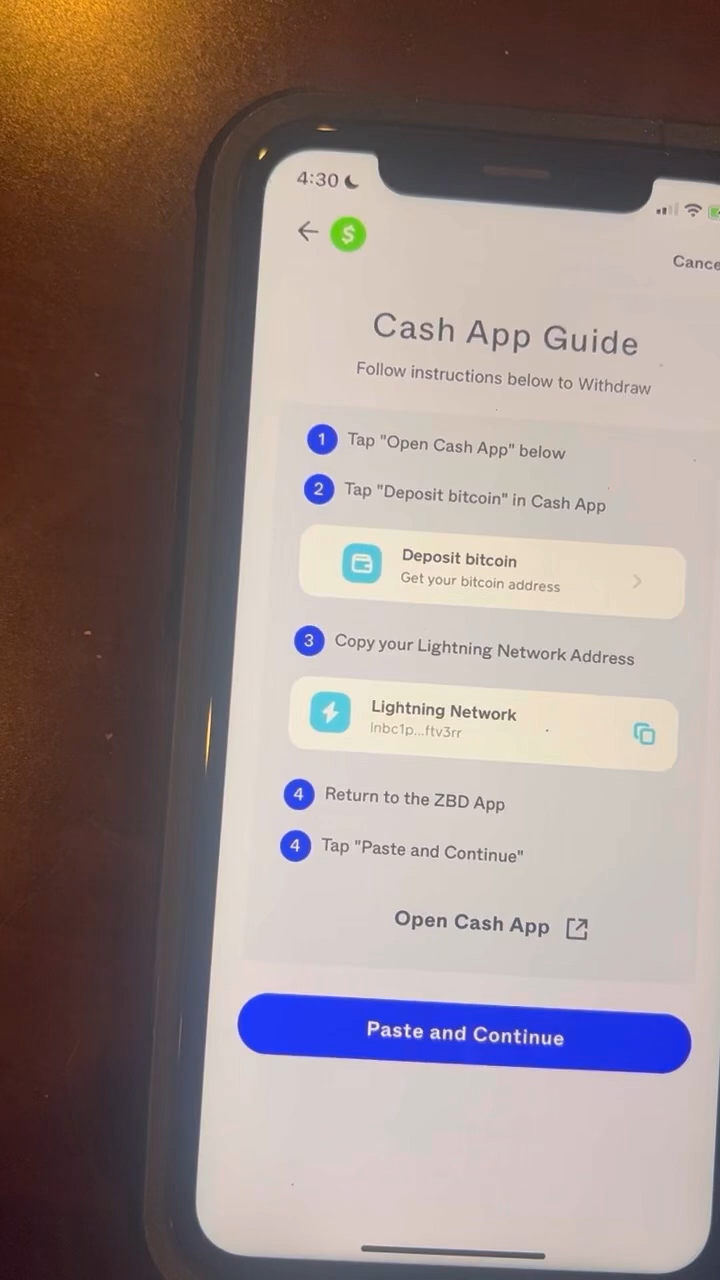 4:30
$
Cance
Cash App Guide
Follow instructions below to Withdraw
1 Tap "Open Cash App" below
2 Tap "Deposit bitcoin" in Cash App
Deposit bitcoin
Get your bitcoin address
3 Copy your Lightning Network Address
Lightning Network
lnbc1p...ftv3rr
4 Return to the ZBD App
4 Tap "Paste and Continue"
Open Cash App
Paste and Continue